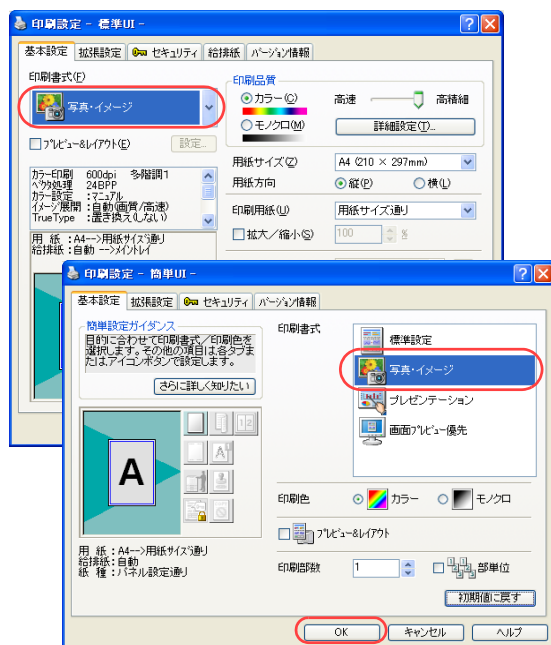 印刷設定 - 標準UI -
基本設定 拡張設定 セキュリティ 給排紙 バージョン情報
印刷書式(F)
写真・イメージ
プレビュー&レイアウト(E) 設定...
カラー印刷 600dpi 多階調1
ベクタ処理 24BPP
カラー設定 :マニュアル
イメージ展開 :自動(画質/高速)
TrueType :置き換え(しない)
用 紙 :A4-->用紙サイズ通り
給排紙:自動 -->メイントレイ
印刷品質
カラー(C) 高速 高精細
モノクロ(M) 詳細設定(T)...
用紙サイズ(Z) A4 (210 × 297mm)
用紙方向 縦(P) 横(L)
印刷用紙(U) 用紙サイズ通り
拡大/縮小(S) 100 %
印刷設定 - 簡単UI -
基本設定 拡張設定 セキュリティ バージョン情報
簡単設定ガイダンス
目的に合わせて印刷書式/印刷色を
選択します。その他の項目は各タブま
たはアイコンボタンで設定します。
さらに詳しく知りたい
1 2
A
A
用 紙:A4-->用紙サイズ通り
給排紙:自動
紙 種:パネル設定通り
印刷書式
標準設定
写真・イメージ
プレゼンテーション
画面プレビュー優先
印刷色 カラー モノクロ
プレビュー&レイアウト
印刷部数 1 部単位
初期値に戻す
OK キャンセル ヘルプ